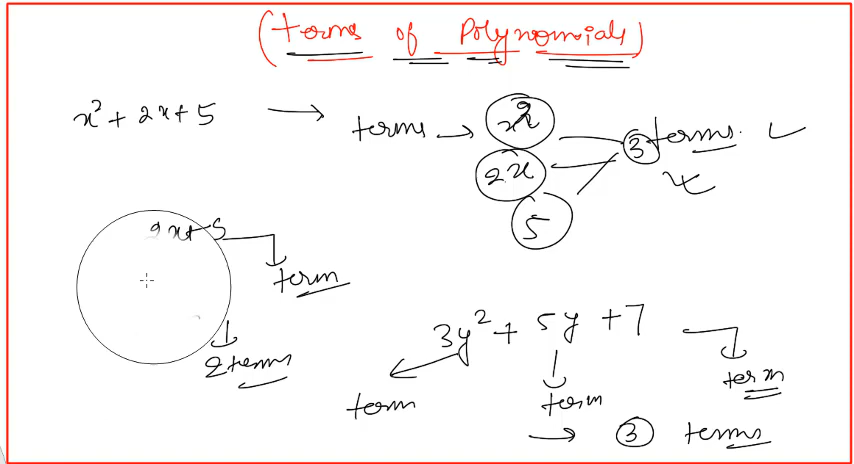 (Terms of Polynomials)
x² + 2x + 5 → terms → x² 3 terms.
2x
5
2x + 5
term
2 terms
3y² + 5y + 7
term term term
→ 3 terms